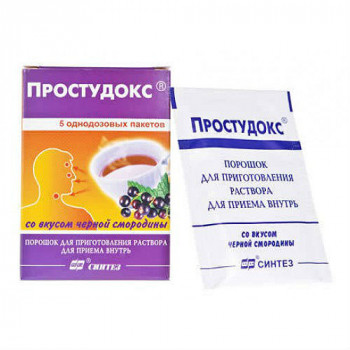 ПРОСТУДОКС®
5 однодозовых пакетов
со вкусом черной смородины
ПОРОШОК ДЛЯ ПРИГОТОВЛЕНИЯ РАСТВОРА
ДЛЯ ПРИЕМА ВНУТРЬ
СИНТЕЗ
ПРОСТУДОКС®
ПОРОШОК
ДЛЯ ПРИГОТОВЛЕНИЯ
РАСТВОРА
ДЛЯ ПРИЕМА ВНУТРЬ
СО ВКУСОМ
ЧЕРНОЙ СМОРОДИНЫ
СИНТЕЗ